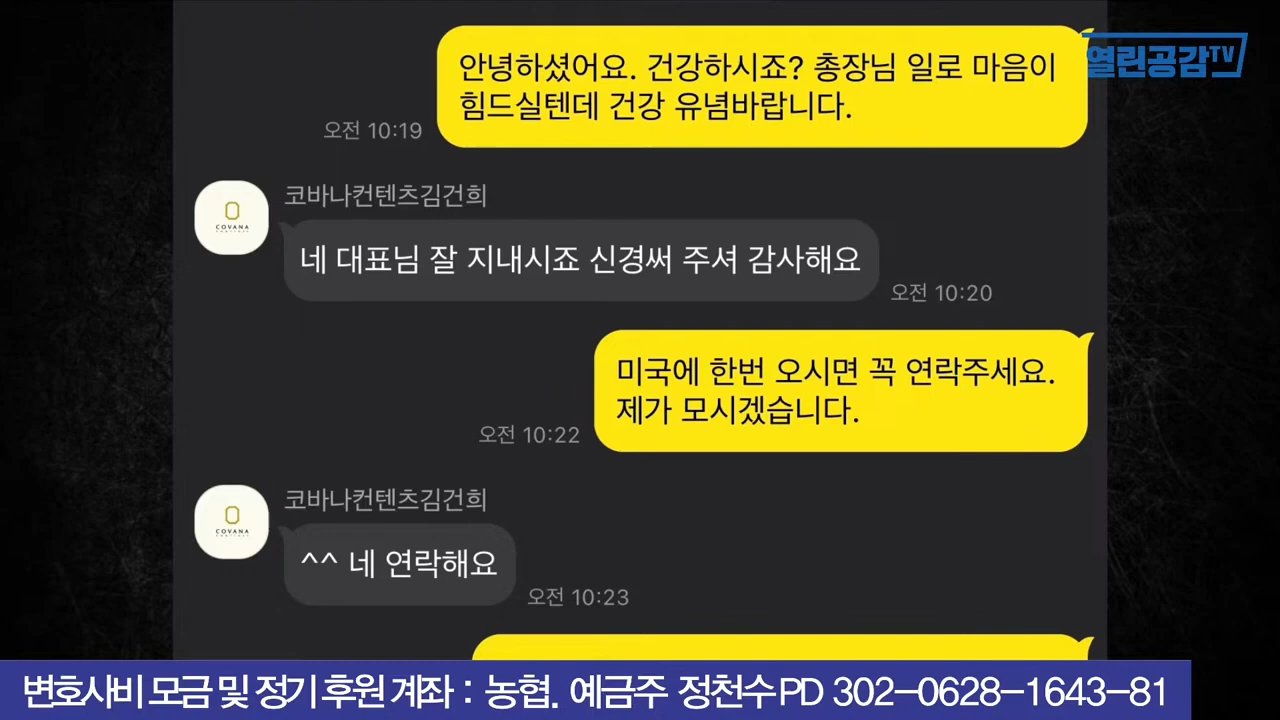 열린공감TV
안녕하셨어요. 건강하시죠? 총장님 일로 마음이
힘드실텐데 건강 유념바랍니다.
오전 10:19
코바나컨텐츠김건희
COVANA
네 대표님 잘 지내시죠 신경써 주셔 감사해요
오전 10:20
미국에 한번 오시면 꼭 연락주세요.
제가 모시겠습니다.
오전 10:22
코바나컨텐츠김건희
COVANA
^^ 네 연락해요
오전 10:23
변호사비 모금 및 정기 후원 계좌 : 농협. 예금주 정천수PD 302-0628-1643-81